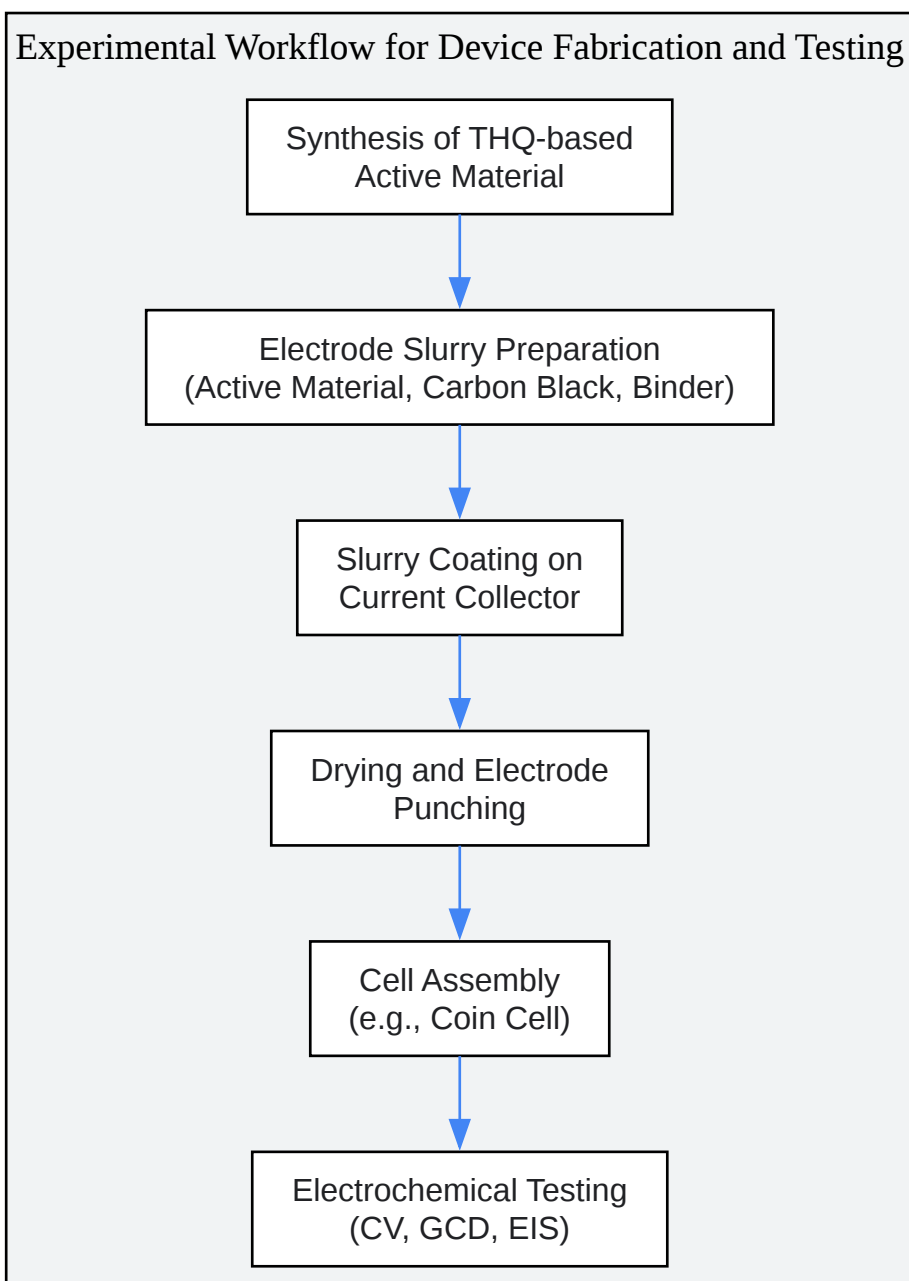 Experimental Workflow for Device Fabrication and Testing
Synthesis of THQ-based
Active Material
Electrode Slurry Preparation
(Active Material, Carbon Black, Binder)
Slurry Coating on
Current Collector
Drying and Electrode
Punching
Cell Assembly
(e.g., Coin Cell)
Electrochemical Testing
(CV, GCD, EIS)